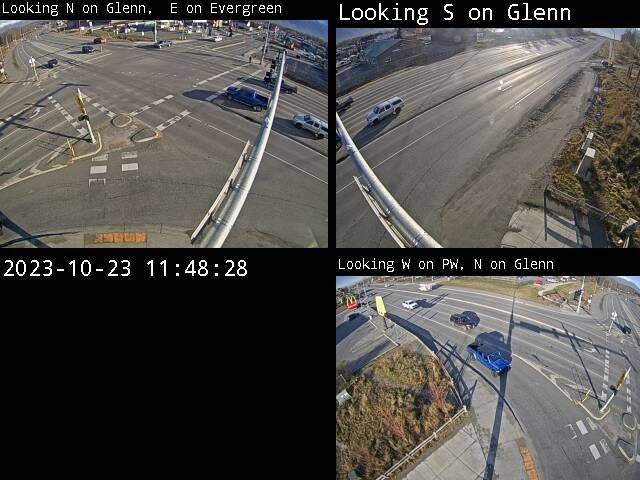 Looking N on Glenn, E on Evergreen
Looking S on Glenn
2023-10-23 11:48:28
Looking W on PW, N on Glenn